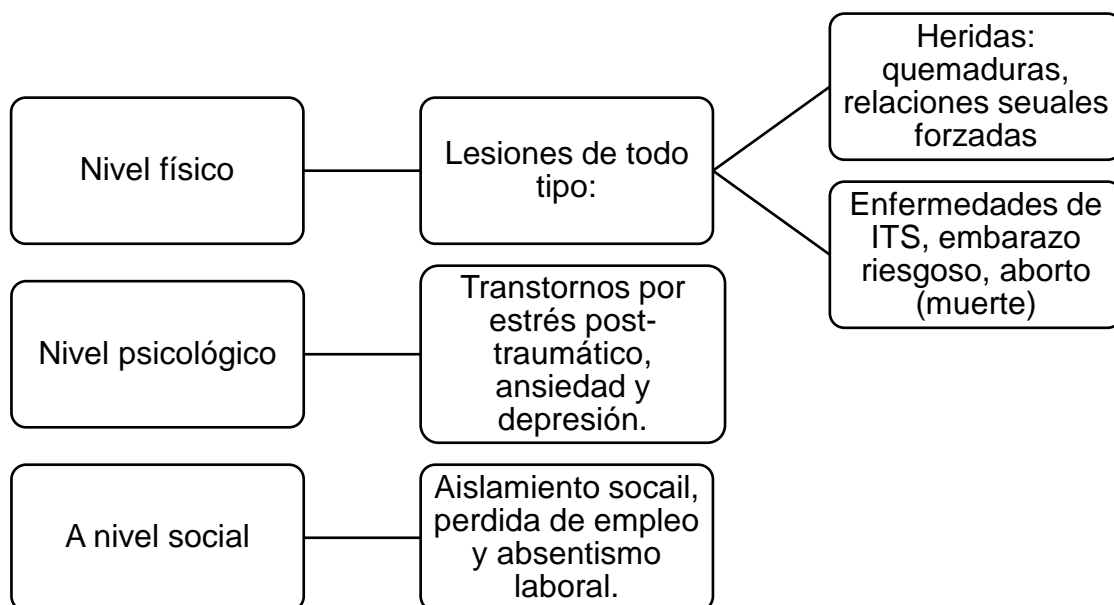 Nivel físico
Lesiones de todo
tipo:
Heridas:
quemaduras,
relaciones seuales
forzadas
Enfermedades de
ITS, embarazo
riesgoso, aborto
(muerte)
Nivel psicológico
Transtornos por
estrés post-
traumático,
ansiedad y
depresión.
A nivel social
Aislamiento socail,
perdida de empleo
y absentismo
laboral.